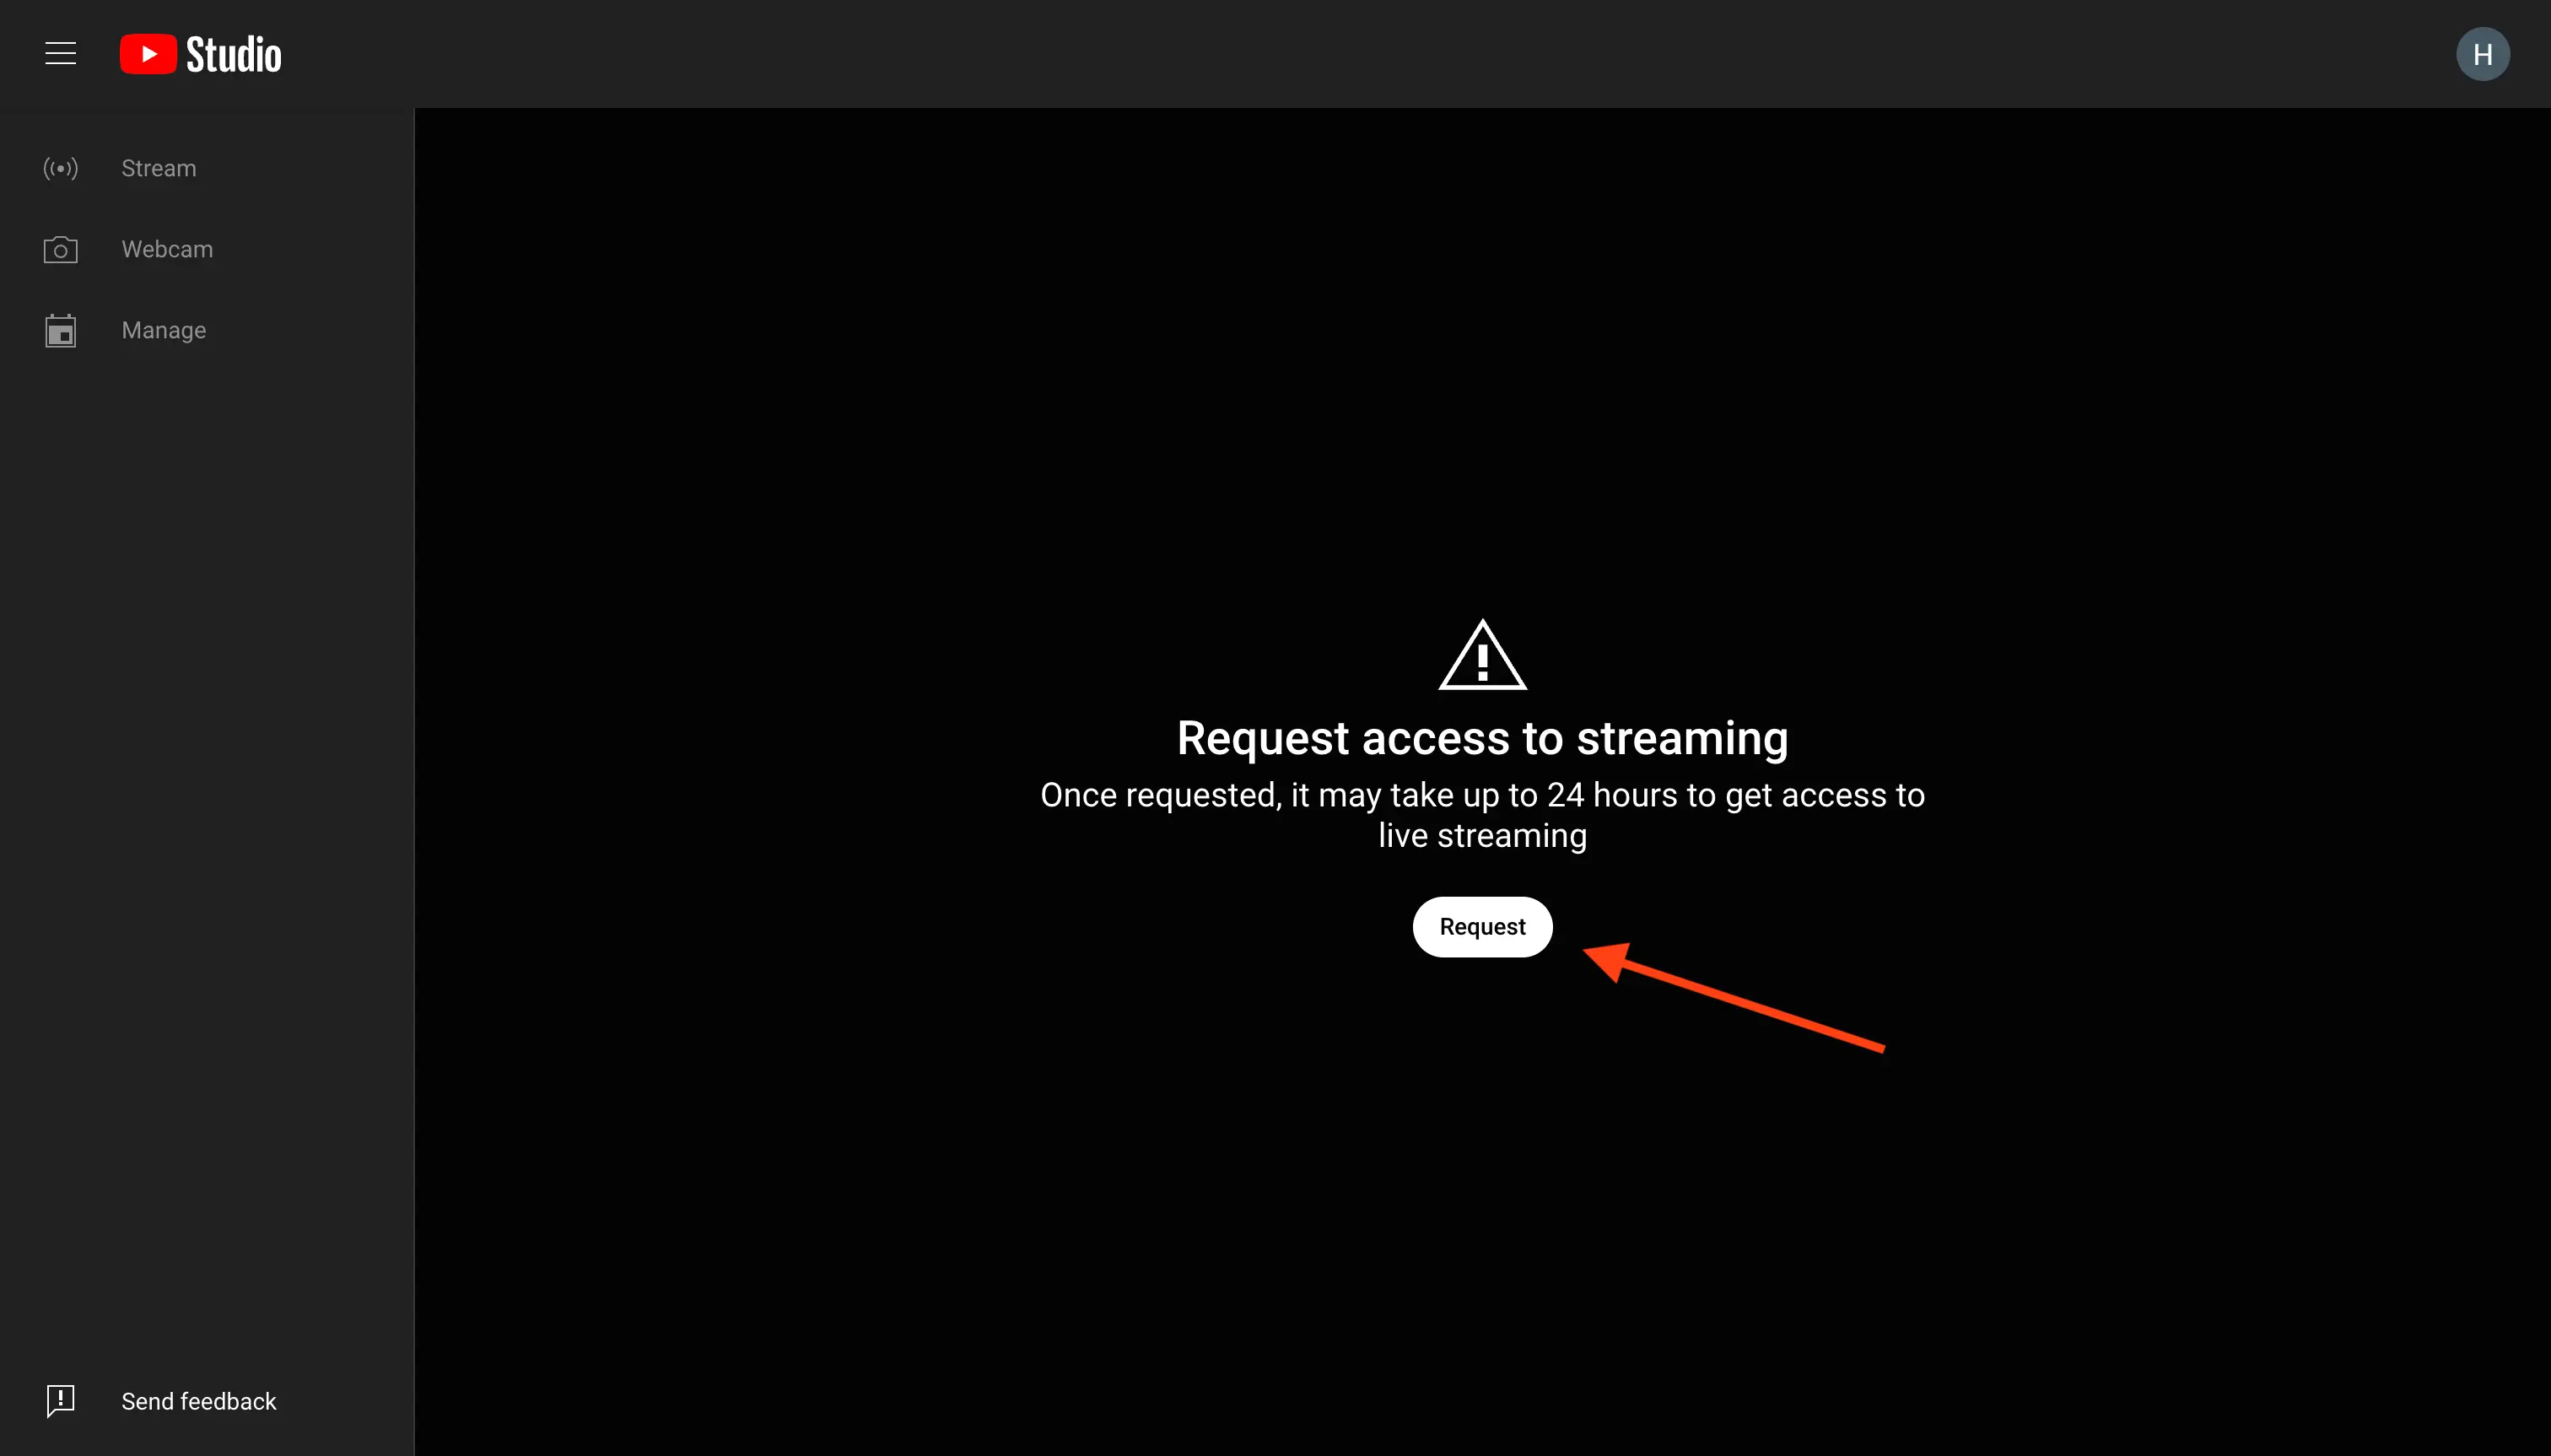 Studio
H
Stream
Webcam
Manage
Request access to streaming
Once requested, it may take up to 24 hours to get access to
live streaming
Request
Send feedback